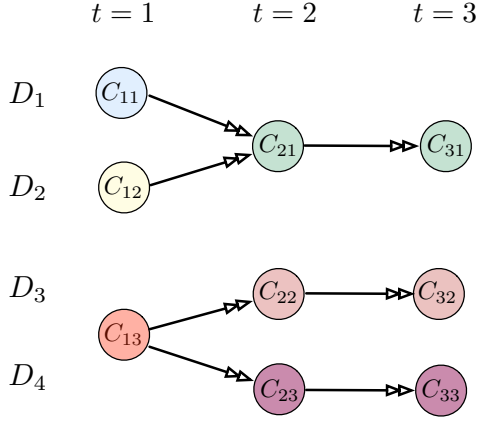 t = 1 t = 2 t = 3
D₁ C₁₁
C₂₁ C₃₁
D₂ C₁₂
D₃ C₂₂ C₃₂
C₁₃
D₄ C₂₃ C₃₃